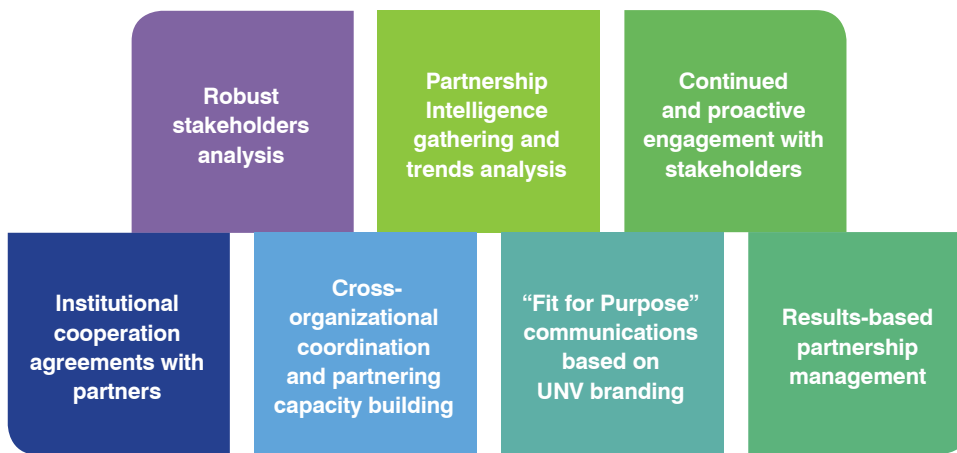 Robust
stakeholders
analysis
Partnership
Intelligence
gathering and
trends analysis
Continued
and proactive
engagement with
stakeholders
Institutional
cooperation
agreements with
partners
Cross-
organizational
coordination
and partnering
capacity building
“Fit for Purpose”
communications
based on
UNV branding
Results-based
partnership
management